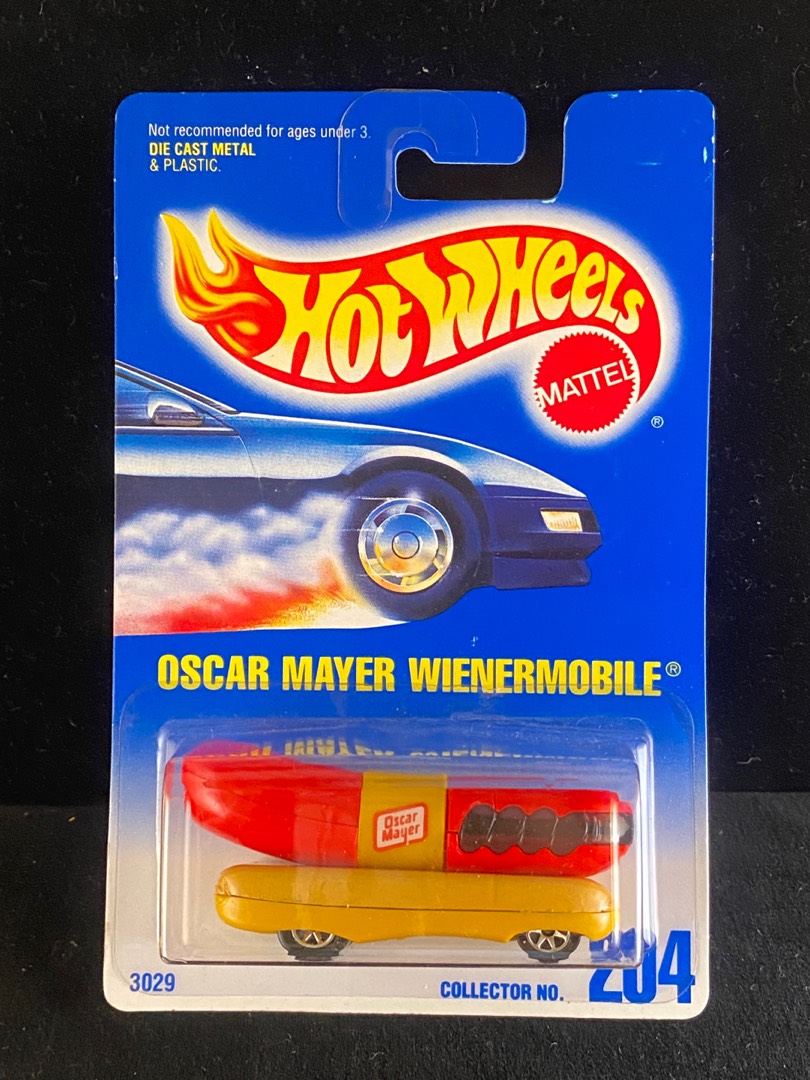 Not recommended for ages under 3.
DIE CAST METAL
& PLASTIC.
HOT WHEELS
MATTEL
®
OSCAR MAYER WIENERMOBILE®
Oscar
Mayer
3029
COLLECTOR NO. 204